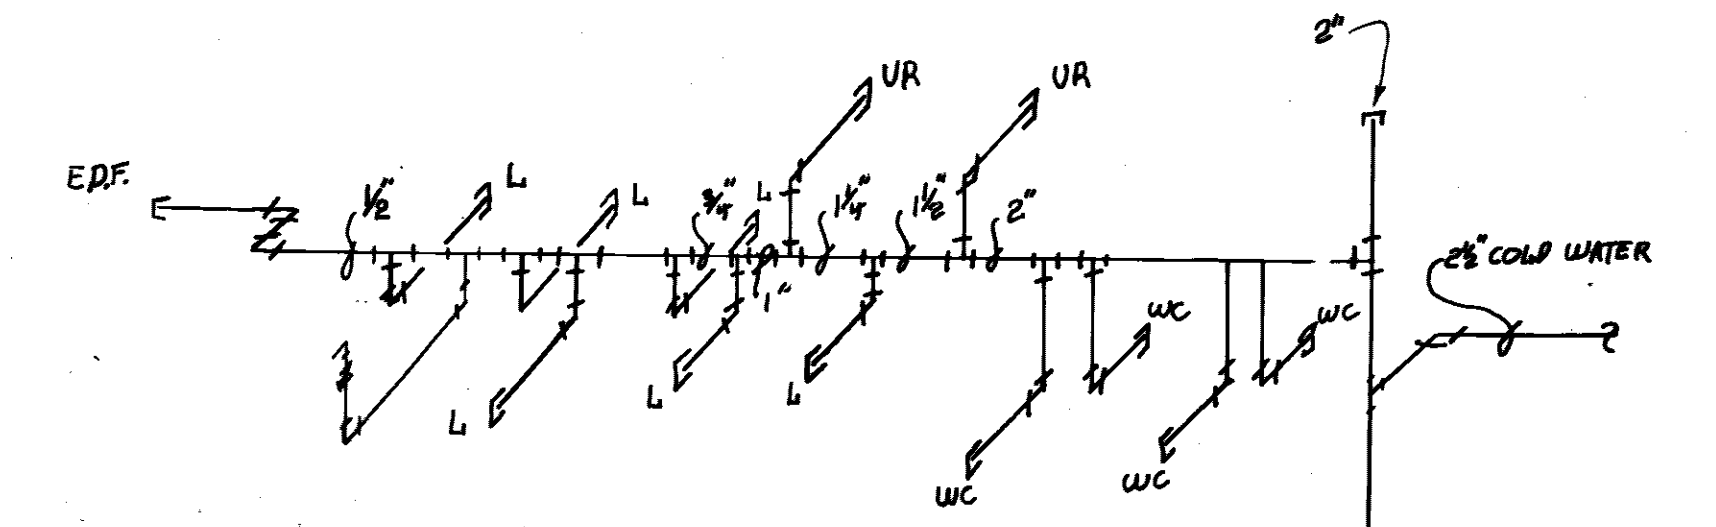 2"
UR
UR
E.D.F.
1/2"
L
L
3/4"
L
1 1/4"
1 1/2"
2"
2 1/2" COLD WATER
1"
WC
WC
L
L
L
WC
WC